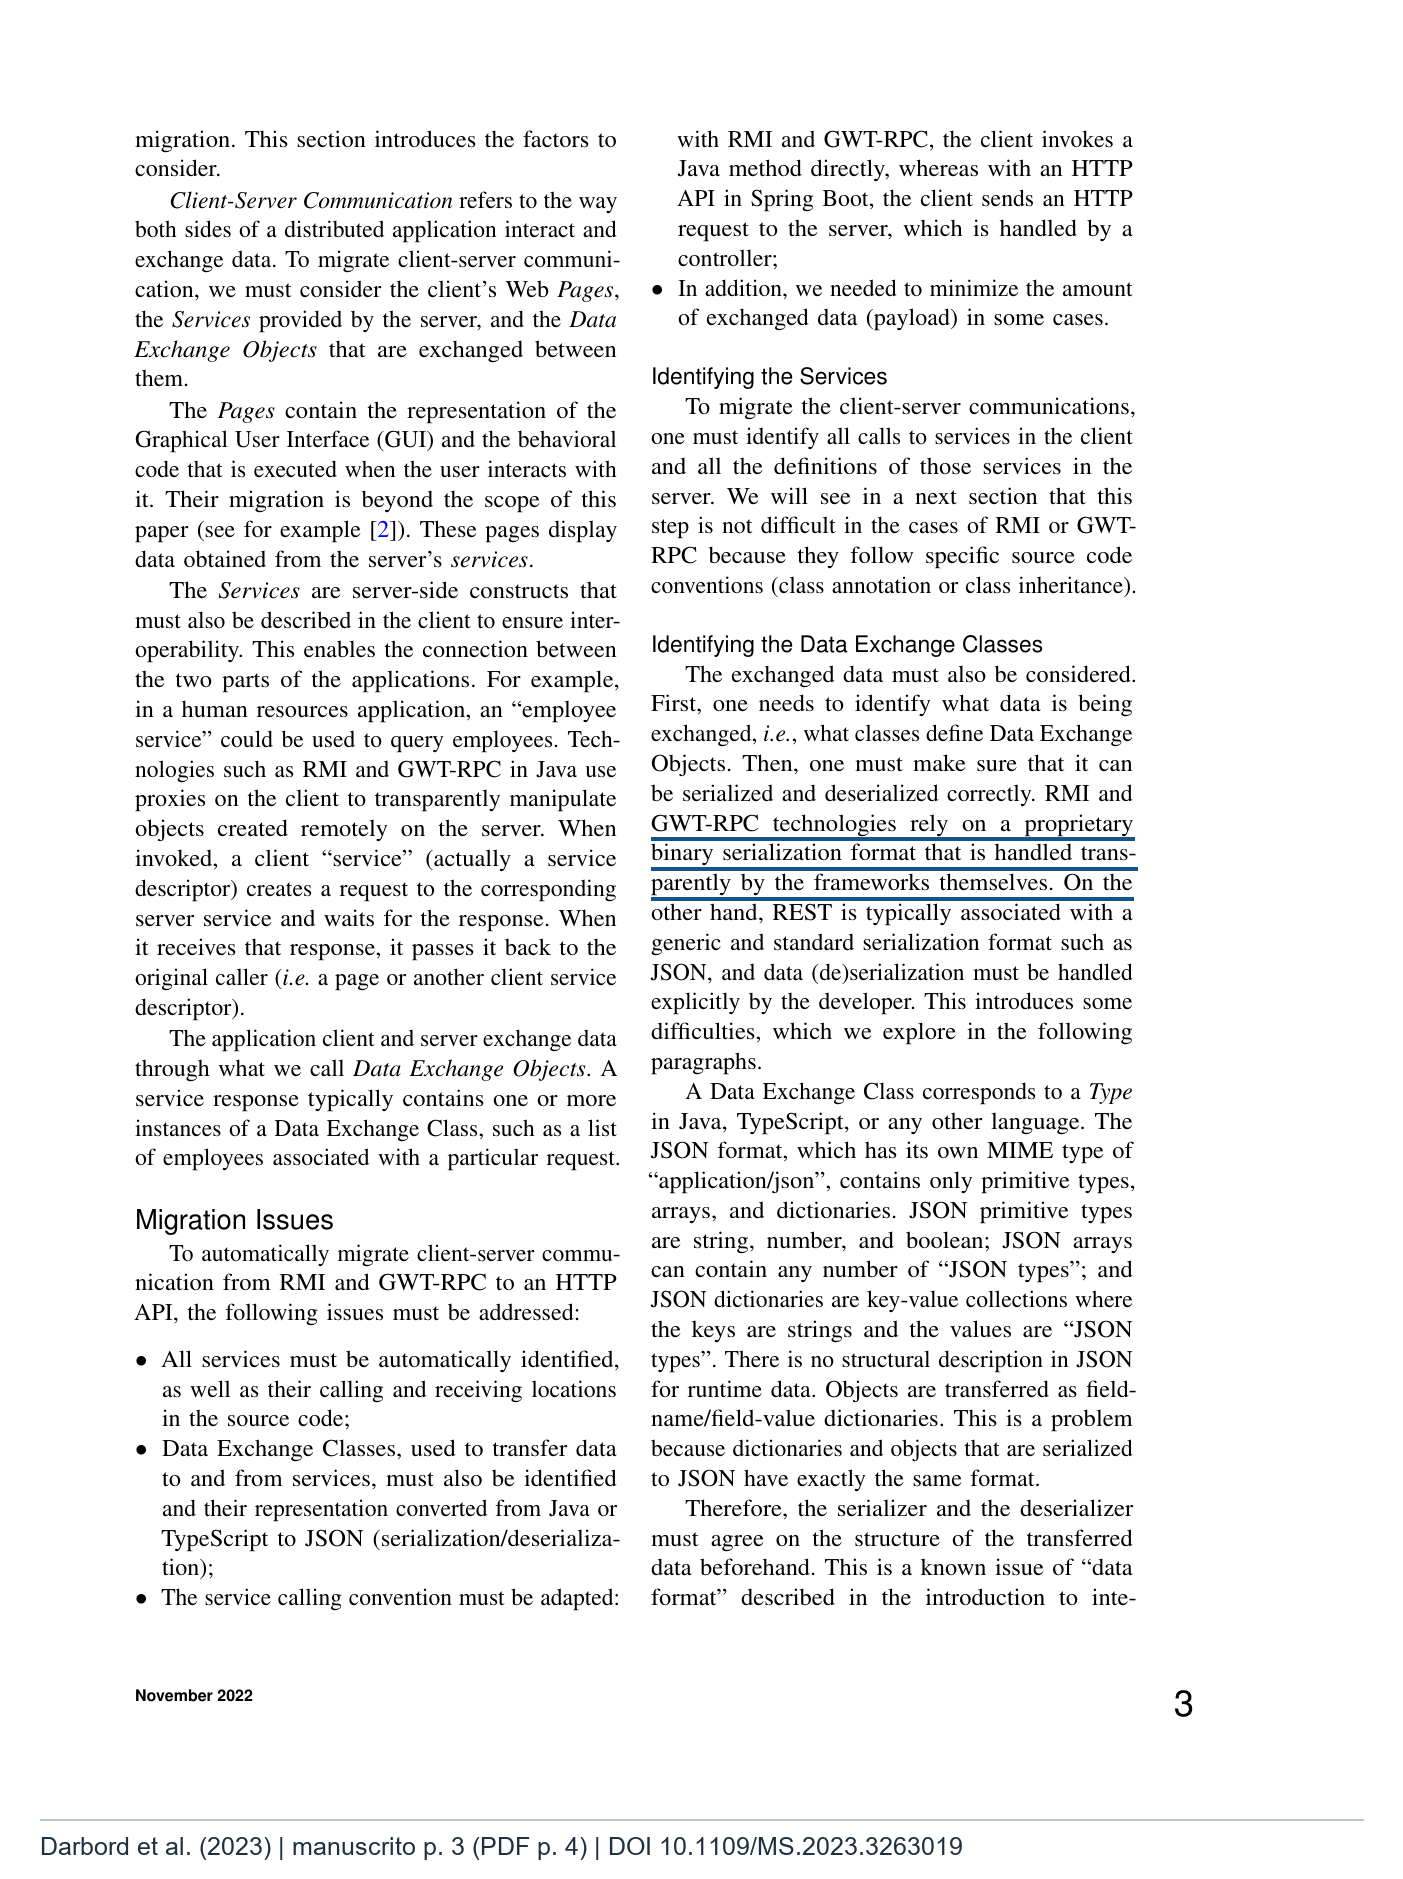 migration. This section introduces the factors to
consider.
Client-Server Communication refers to the way
both sides of a distributed application interact and
exchange data. To migrate client-server communi-
cation, we must consider the client's Web Pages,
the Services provided by the server, and the Data
Exchange Objects that are exchanged between
them.
The Pages contain the representation of the
Graphical User Interface (GUI) and the behavioral
code that is executed when the user interacts with
it. Their migration is beyond the scope of this
paper (see for example [2]). These pages display
data obtained from the server's services.
The Services are server-side constructs that
must also be described in the client to ensure inter-
operability. This enables the connection between
the two parts of the applications. For example,
in a human resources application, an “employee
service” could be used to query employees. Tech-
nologies such as RMI and GWT-RPC in Java use
proxies on the client to transparently manipulate
objects created remotely on the server. When
invoked, a client “service” (actually a service
descriptor) creates a request to the corresponding
server service and waits for the response. When
it receives that response, it passes it back to the
original caller (i.e. a page or another client service
descriptor).
The application client and server exchange data
through what we call Data Exchange Objects. A
service response typically contains one or more
instances of a Data Exchange Class, such as a list
of employees associated with a particular request.
Migration Issues
To automatically migrate client-server commu-
nication from RMI and GWT-RPC to an HTTP
API, the following issues must be addressed:
• All services must be automatically identified,
as well as their calling and receiving locations
in the source code;
• Data Exchange Classes, used to transfer data
to and from services, must also be identified
and their representation converted from Java or
TypeScript to JSON (serialization/deserializa-
tion);
• The service calling convention must be adapted:
with RMI and GWT-RPC, the client invokes a
Java method directly, whereas with an HTTP
API in Spring Boot, the client sends an HTTP
request to the server, which is handled by a
controller;
• In addition, we needed to minimize the amount
of exchanged data (payload) in some cases.
Identifying the Services
To migrate the client-server communications,
one must identify all calls to services in the client
and all the definitions of those services in the
server. We will see in a next section that this
step is not difficult in the cases of RMI or GWT-
RPC because they follow specific source code
conventions (class annotation or class inheritance).
Identifying the Data Exchange Classes
The exchanged data must also be considered.
First, one needs to identify what data is being
exchanged, i.e., what classes define Data Exchange
Objects. Then, one must make sure that it can
be serialized and deserialized correctly. RMI and
GWT-RPC technologies rely on a proprietary
binary serialization format that is handled trans-
parently by the frameworks themselves. On the
other hand, REST is typically associated with a
generic and standard serialization format such as
JSON, and data (de)serialization must be handled
explicitly by the developer. This introduces some
difficulties, which we explore in the following
paragraphs.
A Data Exchange Class corresponds to a Type
in Java, TypeScript, or any other language. The
JSON format, which has its own MIME type of
“application/json”, contains only primitive types,
arrays, and dictionaries. JSON primitive types
are string, number, and boolean; JSON arrays
can contain any number of “JSON types”; and
JSON dictionaries are key-value collections where
the keys are strings and the values are “JSON
types”. There is no structural description in JSON
for runtime data. Objects are transferred as field-
name/field-value dictionaries. This is a problem
because dictionaries and objects that are serialized
to JSON have exactly the same format.
Therefore, the serializer and the deserializer
must agree on the structure of the transferred
data beforehand. This is a known issue of “data
format” described in the introduction to inte-
November 2022
3
Darbord et al. (2023) | manuscrito p. 3 (PDF p. 4) | DOI 10.1109/MS.2023.3263019